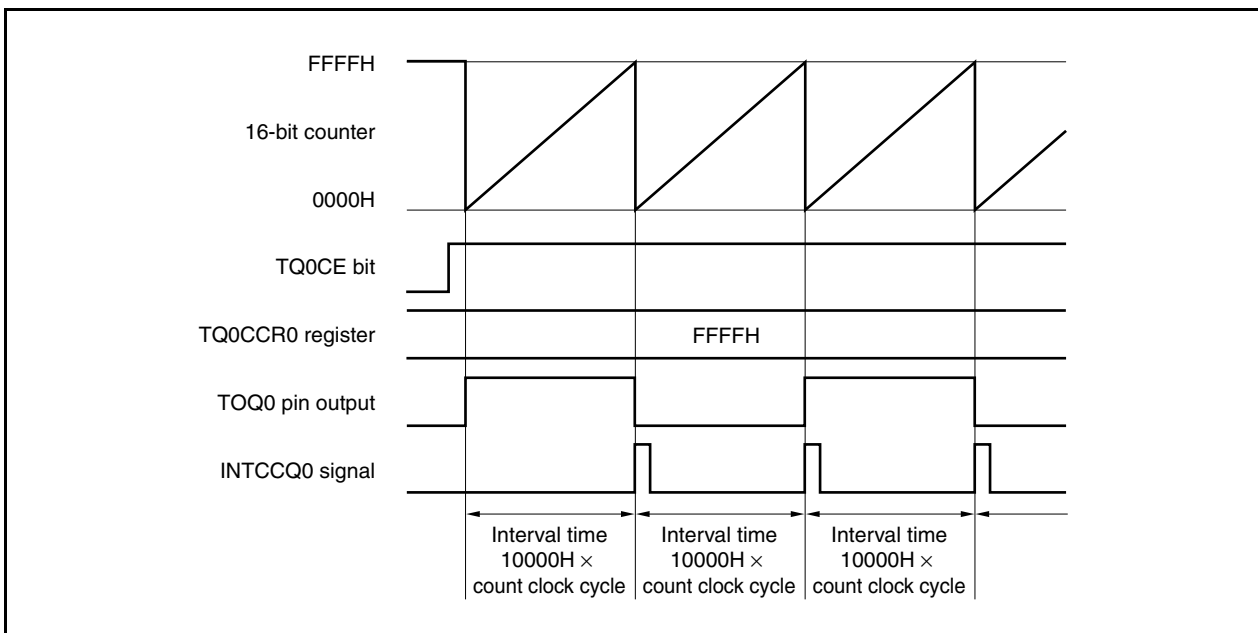 FFFFH
16-bit counter
0000H
TQ0CE bit
TQ0CCR0 register
FFFFH
TOQ0 pin output
INTCCQ0 signal
Interval time
10000H ×
count clock cycle
Interval time
10000H ×
count clock cycle
Interval time
10000H ×
count clock cycle